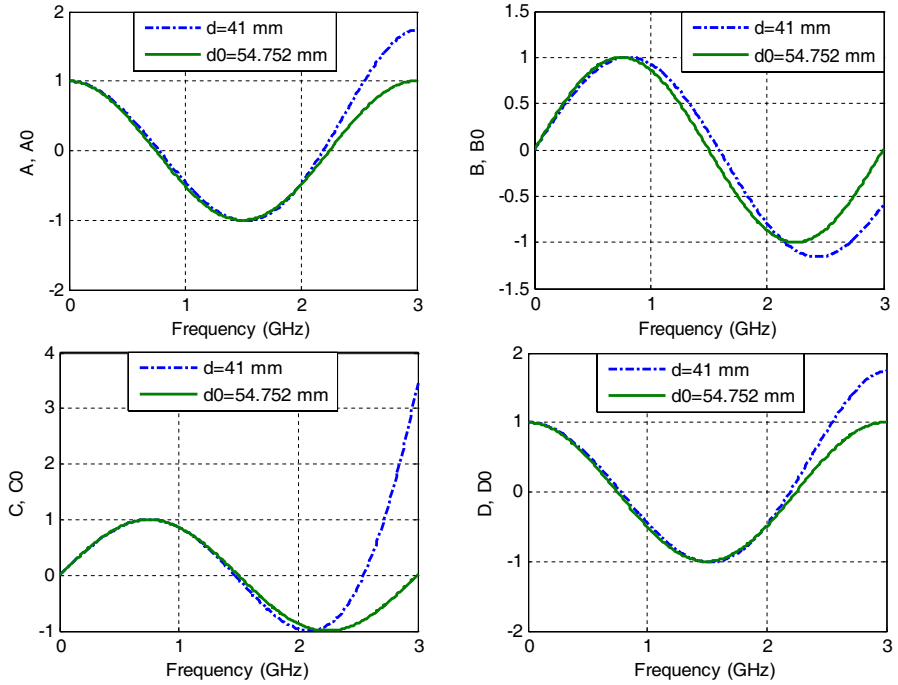 2
1
0
-1
-2
A, A0
d=41 mm
d0=54.752 mm
0
1
2
3
Frequency (GHz)
1.5
1
0.5
0
-0.5
-1
-1.5
B, B0
d=41 mm
d0=54.752 mm
0
1
2
3
Frequency (GHz)
4
3
2
1
0
-1
C, C0
d=41 mm
d0=54.752 mm
0
1
2
3
Frequency (GHz)
2
1
0
-1
-2
D, D0
d=41 mm
d0=54.752 mm
0
1
2
3
Frequency (GHz)